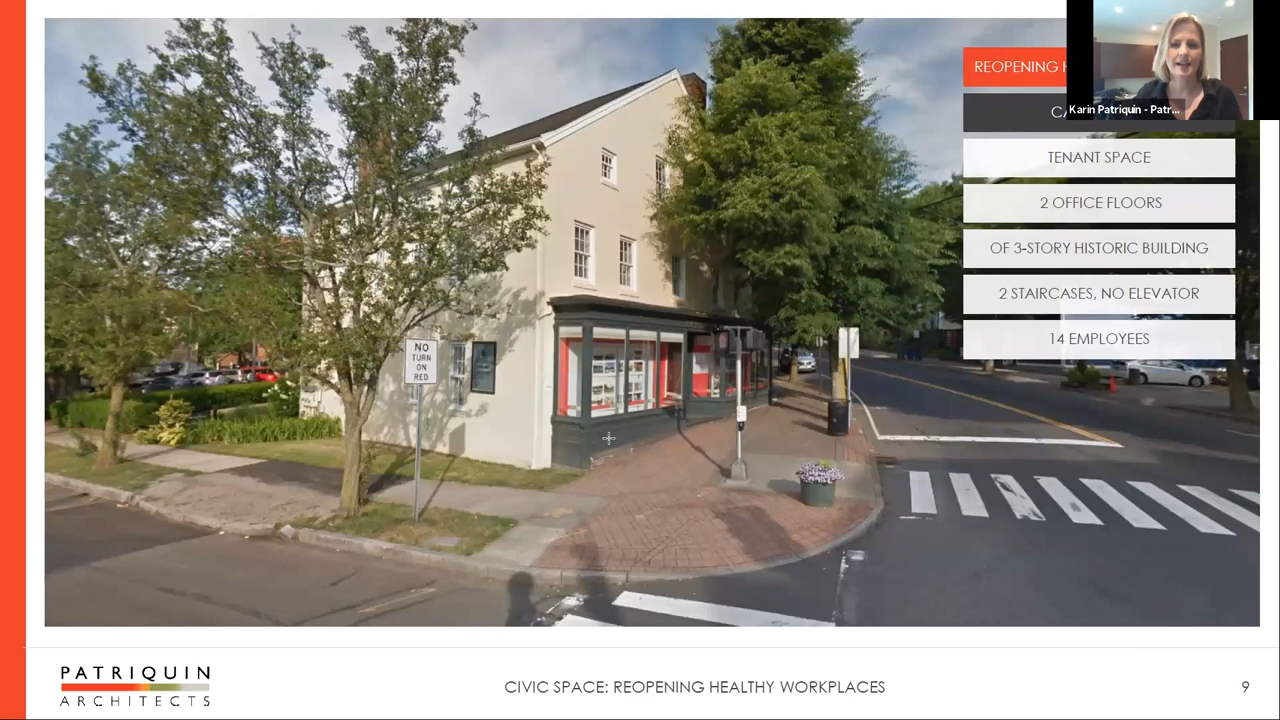 REOPENING H
CA
Karin Patriquin - Patr...
TENANT SPACE
2 OFFICE FLOORS
OF 3-STORY HISTORIC BUILDING
2 STAIRCASES, NO ELEVATOR
14 EMPLOYEES
NO
TURN
ON
RED
PATRIQUIN
ARCHITECTS
CIVIC SPACE: REOPENING HEALTHY WORKPLACES
9